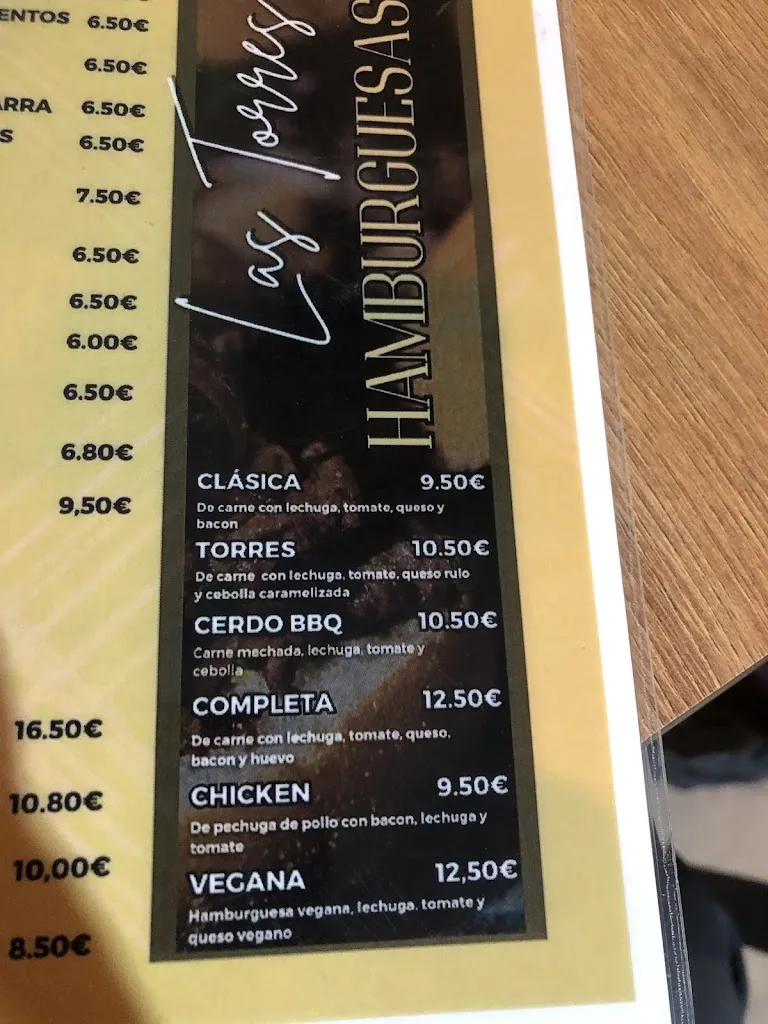 ENTOS 6.50€
6.50€
ARRA 6.50€
S 6.50€
7.50€
6.50€
6.50€
6.00€
6.50€
6.80€
9,50€
16.50€
10.80€
10,00€
8.50€
Las Torres
HAMBURGUESAS
CLÁSICA 9.50€
De carne con lechuga, tomate, queso y
bacon
TORRES 10.50€
De carne con lechuga, tomate, queso rulo
y cebolla caramelizada
CERDO BBQ 10.50€
Carne mechada, lechuga, tomate y
cebolla
COMPLETA 12.50€
De carne con lechuga, tomate, queso,
bacon y huevo
CHICKEN 9.50€
De pechuga de pollo con bacon, lechuga y
tomate
VEGANA 12,50€
Hamburguesa vegana, lechuga, tomate y
queso vegano